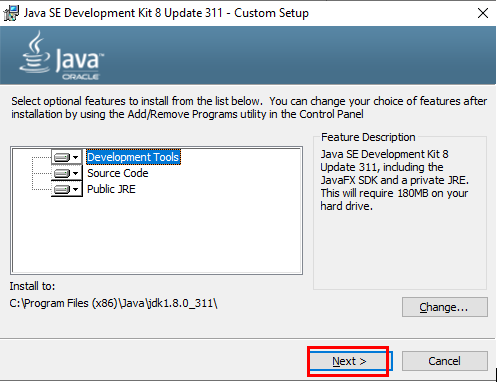 Java SE Development Kit 8 Update 311 - Custom Setup
Java
ORACLE
Select optional features to install from the list below. You can change your choice of features after
installation by using the Add/Remove Programs utility in the Control Panel
Development Tools
Source Code
Public JRE
Feature Description
Java SE Development Kit 8
Update 311, including the
JavaFX SDK and a private JRE.
This will require 180MB on your
hard drive.
Install to:
C:\Program Files (x86)\Java\jdk1.8.0_311\
Change...
Next >
Cancel